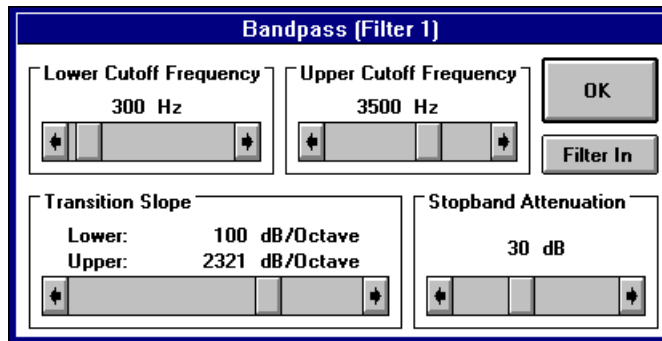 Bandpass (Filter 1)
Lower Cutoff Frequency
300 Hz
Upper Cutoff Frequency
3500 Hz
OK
Filter In
Transition Slope
Lower: 100 dB/Octave
Upper: 2321 dB/Octave
Stopband Attenuation
30 dB